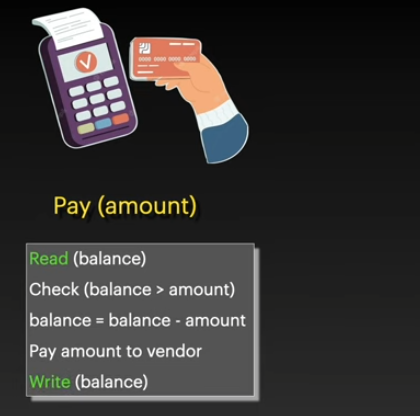 Pay (amount)
Read (balance)
Check (balance > amount)
balance = balance - amount
Pay amount to vendor
Write (balance)